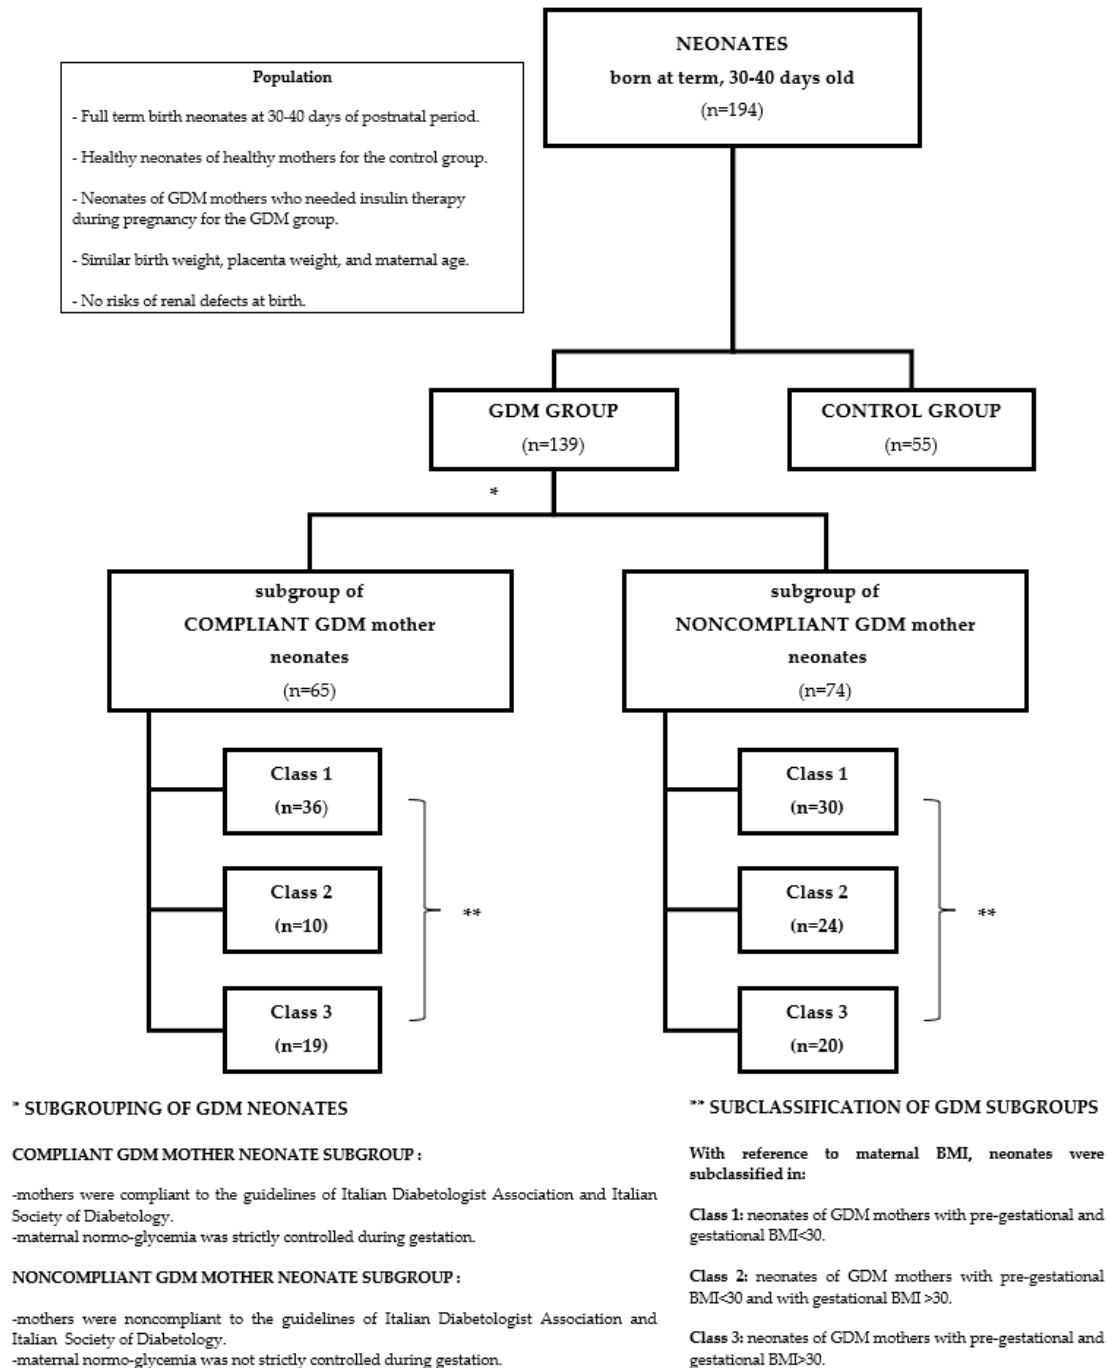 NEONATES
born at term, 30-40 days old
(n=194)
Population
- Full term birth neonates at 30-40 days of postnatal period.
- Healthy neonates of healthy mothers for the control group.
- Neonates of GDM mothers who needed insulin therapy
during pregnancy for the GDM group.
- Similar birth weight, placenta weight, and maternal age.
- No risks of renal defects at birth.
GDM GROUP
(n=139)
CONTROL GROUP
(n=55)
*
subgroup of
COMPLIANT GDM mother
neonates
(n=65)
subgroup of
NONCOMPLIANT GDM mother
neonates
(n=74)
Class 1
(n=36)
Class 2
(n=10)
Class 3
(n=19)
**
Class 1
(n=30)
Class 2
(n=24)
Class 3
(n=20)
**
* SUBGROUPING OF GDM NEONATES
COMPLIANT GDM MOTHER NEONATE SUBGROUP :
-mothers were compliant to the guidelines of Italian Diabetologist Association and Italian
Society of Diabetology.
-maternal normo-glycemia was strictly controlled during gestation.
NONCOMPLIANT GDM MOTHER NEONATE SUBGROUP :
-mothers were noncompliant to the guidelines of Italian Diabetologist Association and
Italian Society of Diabetology.
-maternal normo-glycemia was not strictly controlled during gestation.
** SUBCLASSIFICATION OF GDM SUBGROUPS
With reference to maternal BMI, neonates were
subclassified in:
Class 1: neonates of GDM mothers with pre-gestational and
gestational BMI<30.
Class 2: neonates of GDM mothers with pre-gestational
BMI<30 and with gestational BMI >30.
Class 3: neonates of GDM mothers with pre-gestational and
gestational BMI>30.